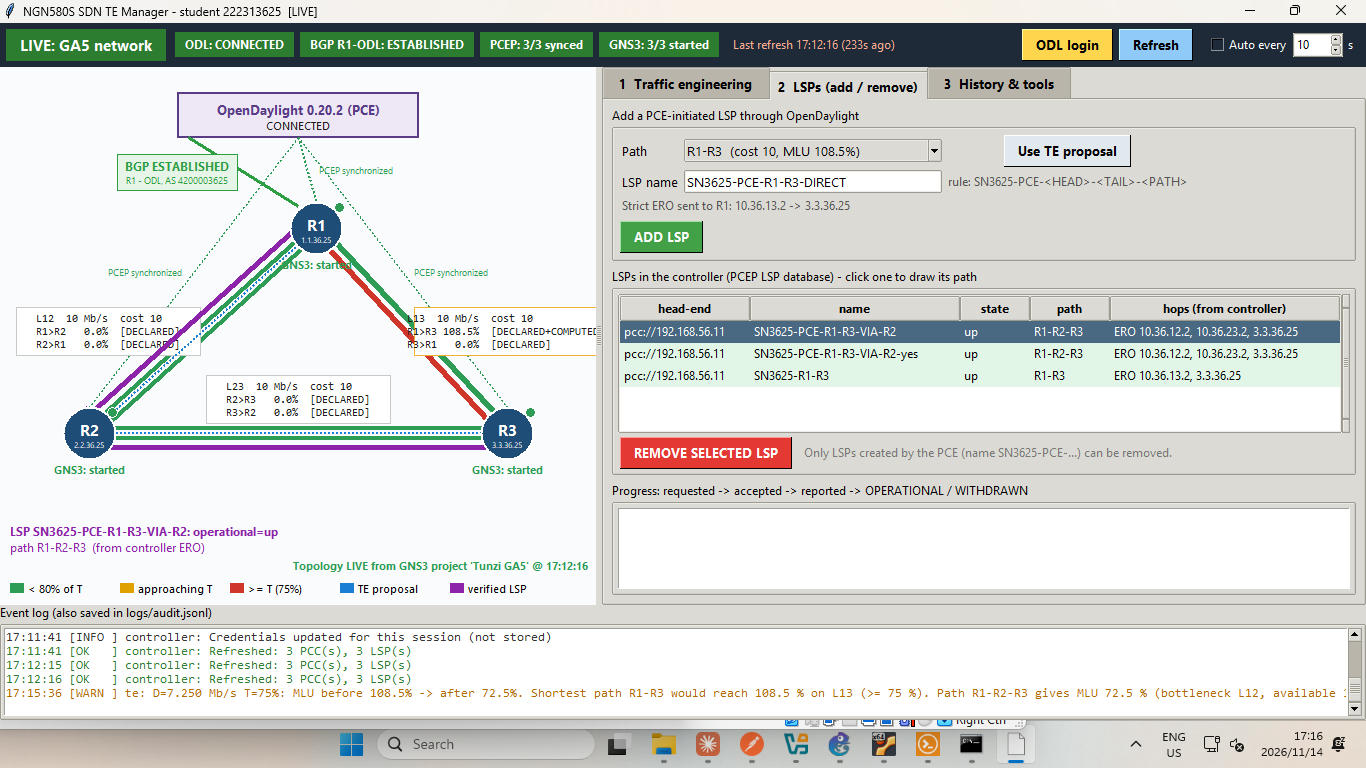 NGN580S SDN TE Manager - student 222313625 [LIVE]
LIVE: GA5 network
ODL: CONNECTED
BGP R1-ODL: ESTABLISHED
PCEP: 3/3 synced
GNS3: 3/3 started
Last refresh 17:12:16 (233s ago)
ODL login
Refresh
Auto every 10 s
OpenDaylight 0.20.2 (PCE)
CONNECTED
BGP ESTABLISHED
R1 - ODL, AS 4200003625
PCEP synchronized
R1
1.1.36.25
GNS3: started
PCEP synchronized
PCEP synchronized
L12 10 Mb/s cost 10
R1>R2 0.0% [DECLARED]
R2>R1 0.0% [DECLARED]
L13 10 Mb/s cost 10
R1>R3 108.5% [DECLARED+COMPUTED
R3>R1 0.0% [DECLARED]
L23 10 Mb/s cost 10
R2>R3 0.0% [DECLARED]
R3>R2 0.0% [DECLARED]
R2
2.2.36.25
GNS3: started
R3
3.3.36.25
GNS3: started
LSP SN3625-PCE-R1-R3-VIA-R2: operational=up
path R1-R2-R3 (from controller ERO)
Topology LIVE from GNS3 project 'Tunzi GA5' @ 17:12:16
< 80% of T
approaching T
>= T (75%)
TE proposal
verified LSP
1 Traffic engineering
2 LSPs (add / remove)
3 History & tools
Add a PCE-initiated LSP through OpenDaylight
Path R1-R3 (cost 10, MLU 108.5%)
Use TE proposal
LSP name SN3625-PCE-R1-R3-DIRECT rule: SN3625-PCE-<HEAD>-<TAIL>-<PATH>
Strict ERO sent to R1: 10.36.13.2 -> 3.3.36.25
ADD LSP
LSPs in the controller (PCEP LSP database) - click one to draw its path
head-end name state path hops (from controller)
pcc://192.168.56.11 SN3625-PCE-R1-R3-VIA-R2 up R1-R2-R3 ERO 10.36.12.2, 10.36.23.2, 3.3.36.25
pcc://192.168.56.11 SN3625-PCE-R1-R3-VIA-R2-yes up R1-R2-R3 ERO 10.36.12.2, 10.36.23.2, 3.3.36.25
pcc://192.168.56.11 SN3625-R1-R3 up R1-R3 ERO 10.36.13.2, 3.3.36.25
REMOVE SELECTED LSP
Only LSPs created by the PCE (name SN3625-PCE-...) can be removed.
Progress: requested -> accepted -> reported -> OPERATIONAL / WITHDRAWN
Event log (also saved in logs/audit.jsonl)
17:11:41 [INFO ] controller: Credentials updated for this session (not stored)
17:11:41 [OK ] controller: Refreshed: 3 PCC(s), 3 LSP(s)
17:12:15 [OK ] controller: Refreshed: 3 PCC(s), 3 LSP(s)
17:12:16 [OK ] controller: Refreshed: 3 PCC(s), 3 LSP(s)
17:15:36 [WARN ] te: D=7.250 Mb/s T=75%: MLU before 108.5% -> after 72.5%. Shortest path R1-R3 would reach 108.5 % on L13 (>= 75 %). Path R1-R2-R3 gives MLU 72.5 % (bottleneck L12, available
Right Ctrl
Search
ENG
US
17:16
2026/11/14